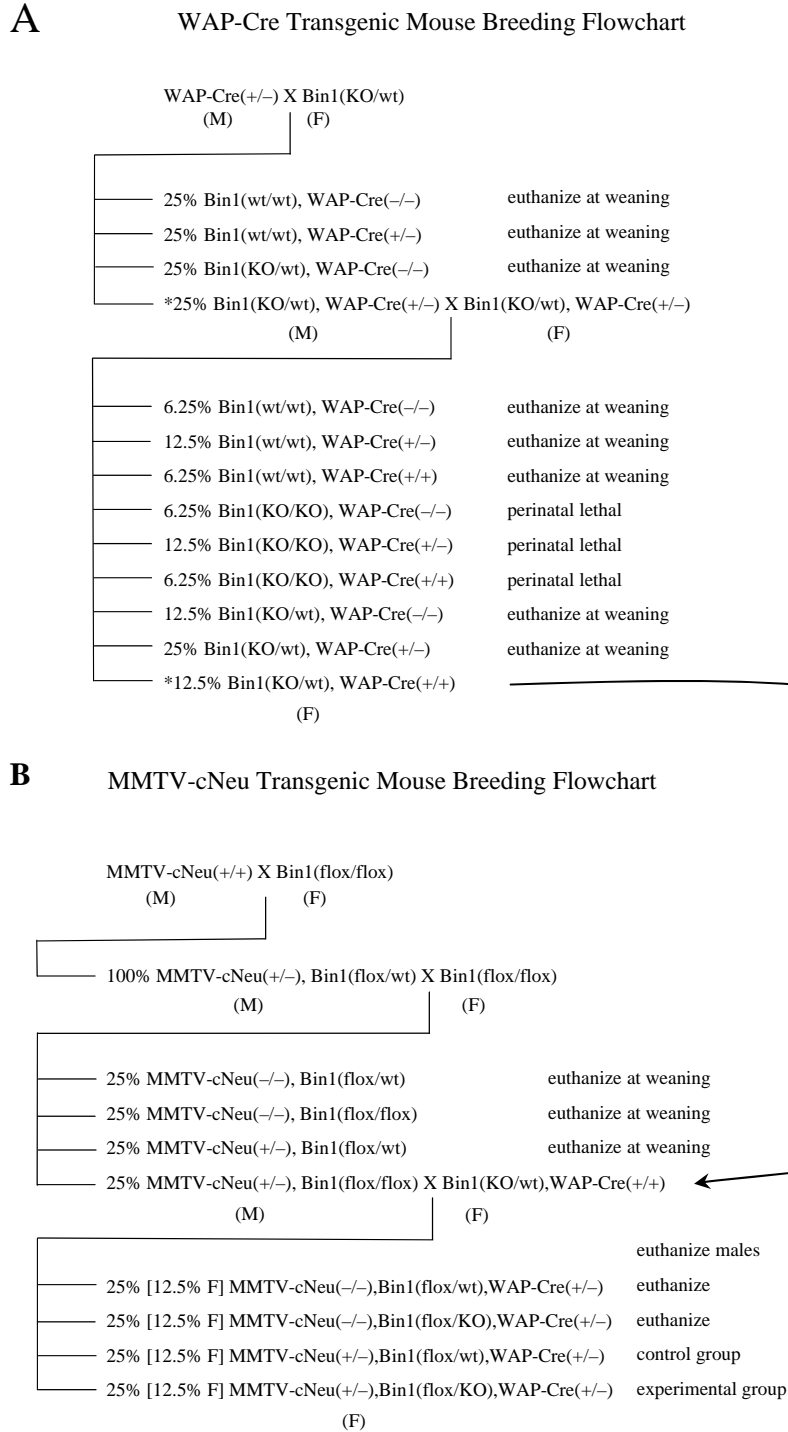 A WAP-Cre Transgenic Mouse Breeding Flowchart
WAP-Cre(+/–) X Bin1(KO/wt)
(M) (F)
25% Bin1(wt/wt), WAP-Cre(–/–) euthanize at weaning
25% Bin1(wt/wt), WAP-Cre(+/–) euthanize at weaning
25% Bin1(KO/wt), WAP-Cre(–/–) euthanize at weaning
*25% Bin1(KO/wt), WAP-Cre(+/–) X Bin1(KO/wt), WAP-Cre(+/–)
(M) (F)
6.25% Bin1(wt/wt), WAP-Cre(–/–) euthanize at weaning
12.5% Bin1(wt/wt), WAP-Cre(+/–) euthanize at weaning
6.25% Bin1(wt/wt), WAP-Cre(+/+) euthanize at weaning
6.25% Bin1(KO/KO), WAP-Cre(–/–) perinatal lethal
12.5% Bin1(KO/KO), WAP-Cre(+/–) perinatal lethal
6.25% Bin1(KO/KO), WAP-Cre(+/+) perinatal lethal
12.5% Bin1(KO/wt), WAP-Cre(–/–) euthanize at weaning
25% Bin1(KO/wt), WAP-Cre(+/–) euthanize at weaning
*12.5% Bin1(KO/wt), WAP-Cre(+/+)
(F)
B MMTV-cNeu Transgenic Mouse Breeding Flowchart
MMTV-cNeu(+/+) X Bin1(flox/flox)
(M) (F)
100% MMTV-cNeu(+/–), Bin1(flox/wt) X Bin1(flox/flox)
(M) (F)
25% MMTV-cNeu(–/–), Bin1(flox/wt) euthanize at weaning
25% MMTV-cNeu(–/–), Bin1(flox/flox) euthanize at weaning
25% MMTV-cNeu(+/–), Bin1(flox/wt) euthanize at weaning
25% MMTV-cNeu(+/–), Bin1(flox/flox) X Bin1(KO/wt),WAP-Cre(+/+)
(M) (F)
euthanize males
25% [12.5% F] MMTV-cNeu(–/–),Bin1(flox/wt),WAP-Cre(+/–) euthanize
25% [12.5% F] MMTV-cNeu(–/–),Bin1(flox/KO),WAP-Cre(+/–) euthanize
25% [12.5% F] MMTV-cNeu(+/–),Bin1(flox/wt),WAP-Cre(+/–) control group
25% [12.5% F] MMTV-cNeu(+/–),Bin1(flox/KO),WAP-Cre(+/–) experimental group
(F)